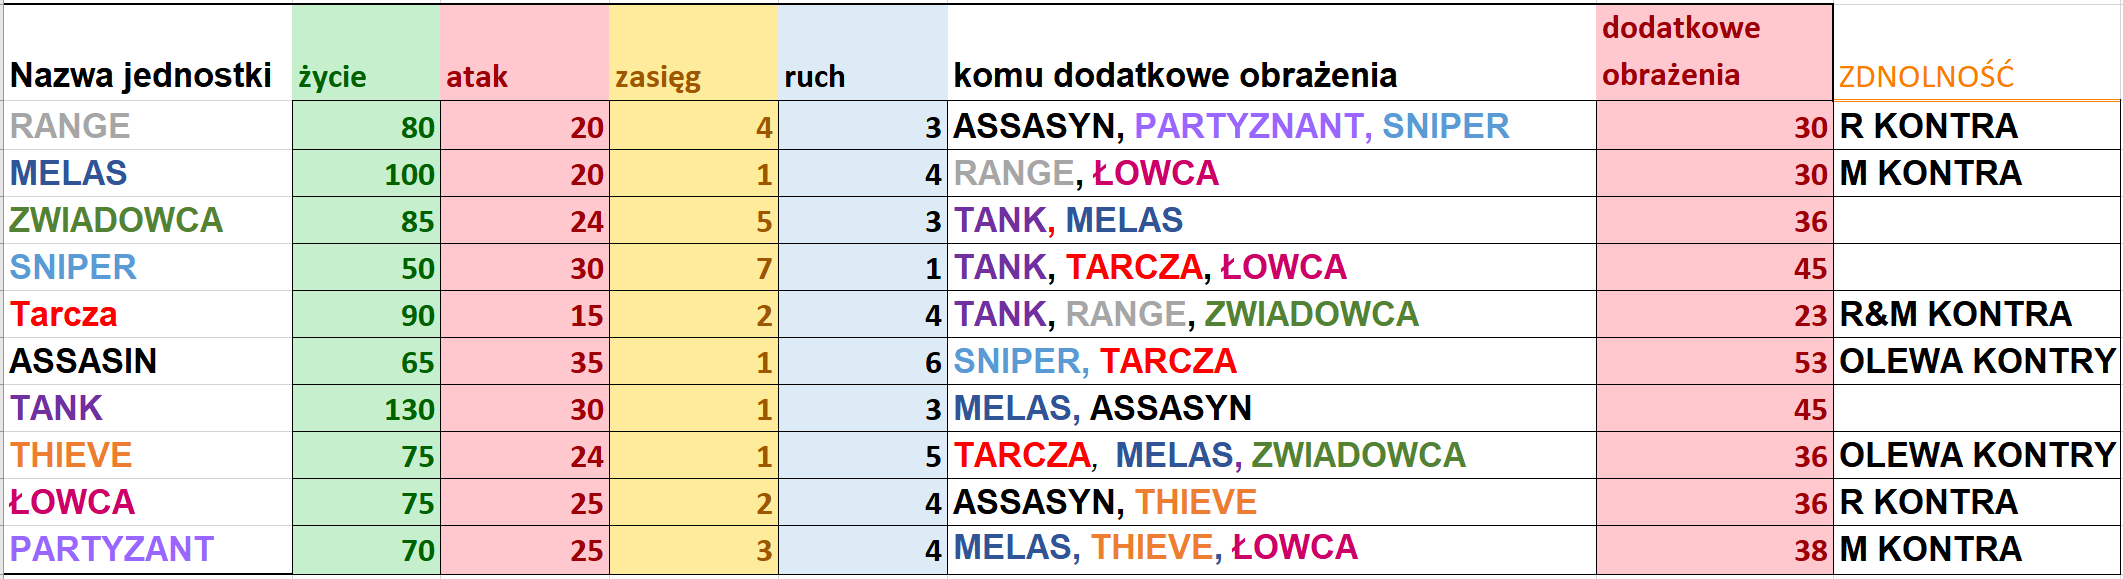 Nazwa jednostki życie atak zasięg ruch komu dodatkowe obrażenia dodatkowe obrażenia ZDNOLNOŚĆ
RANGE 80 20 4 3 ASSASYN, PARTYZNANT, SNIPER 30 R KONTRA
MELAS 100 20 1 4 RANGE, ŁOWCA 30 M KONTRA
ZWIADOWCA 85 24 5 3 TANK, MELAS 36
SNIPER 50 30 7 1 TANK, TARCZA, ŁOWCA 45
Tarcza 90 15 2 4 TANK, RANGE, ZWIADOWCA 23 R&M KONTRA
ASSASIN 65 35 1 6 SNIPER, TARCZA 53 OLEWA KONTRY
TANK 130 30 1 3 MELAS, ASSASYN 45
THIEVE 75 24 1 5 TARCZA, MELAS, ZWIADOWCA 36 OLEWA KONTRY
ŁOWCA 75 25 2 4 ASSASYN, THIEVE 36 R KONTRA
PARTYZANT 70 25 3 4 MELAS, THIEVE, ŁOWCA 38 M KONTRA